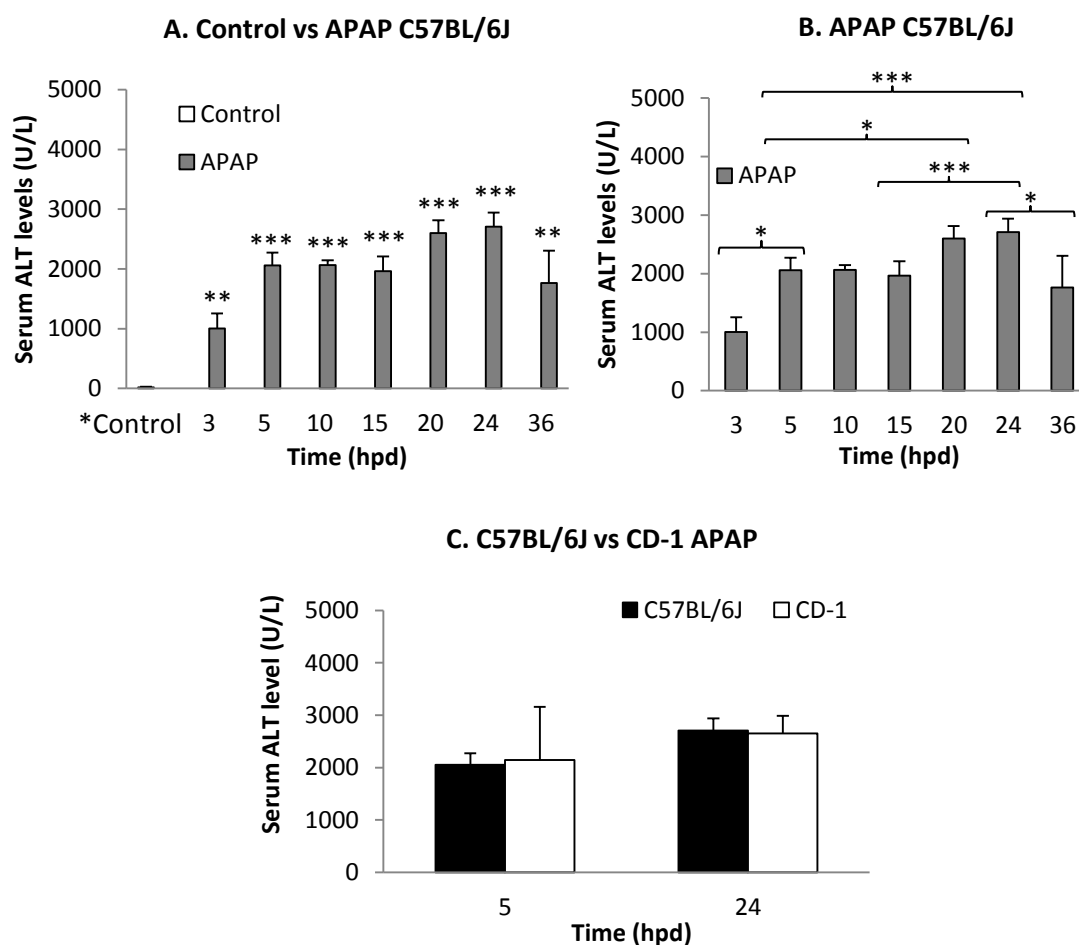 A. Control vs APAP C57BL/6J
Serum ALT levels (U/L)
5000
4000
3000
2000
1000
0
Control
APAP
**
***
***
***
***
***
**
*Control 3 5 10 15 20 24 36
Time (hpd)
B. APAP C57BL/6J
Serum ALT levels (U/L)
5000
4000
3000
2000
1000
0
APAP
***
*
***
*
*
3 5 10 15 20 24 36
Time (hpd)
C. C57BL/6J vs CD-1 APAP
Serum ALT level (U/L)
5000
4000
3000
2000
1000
0
C57BL/6J CD-1
5 24
Time (hpd)